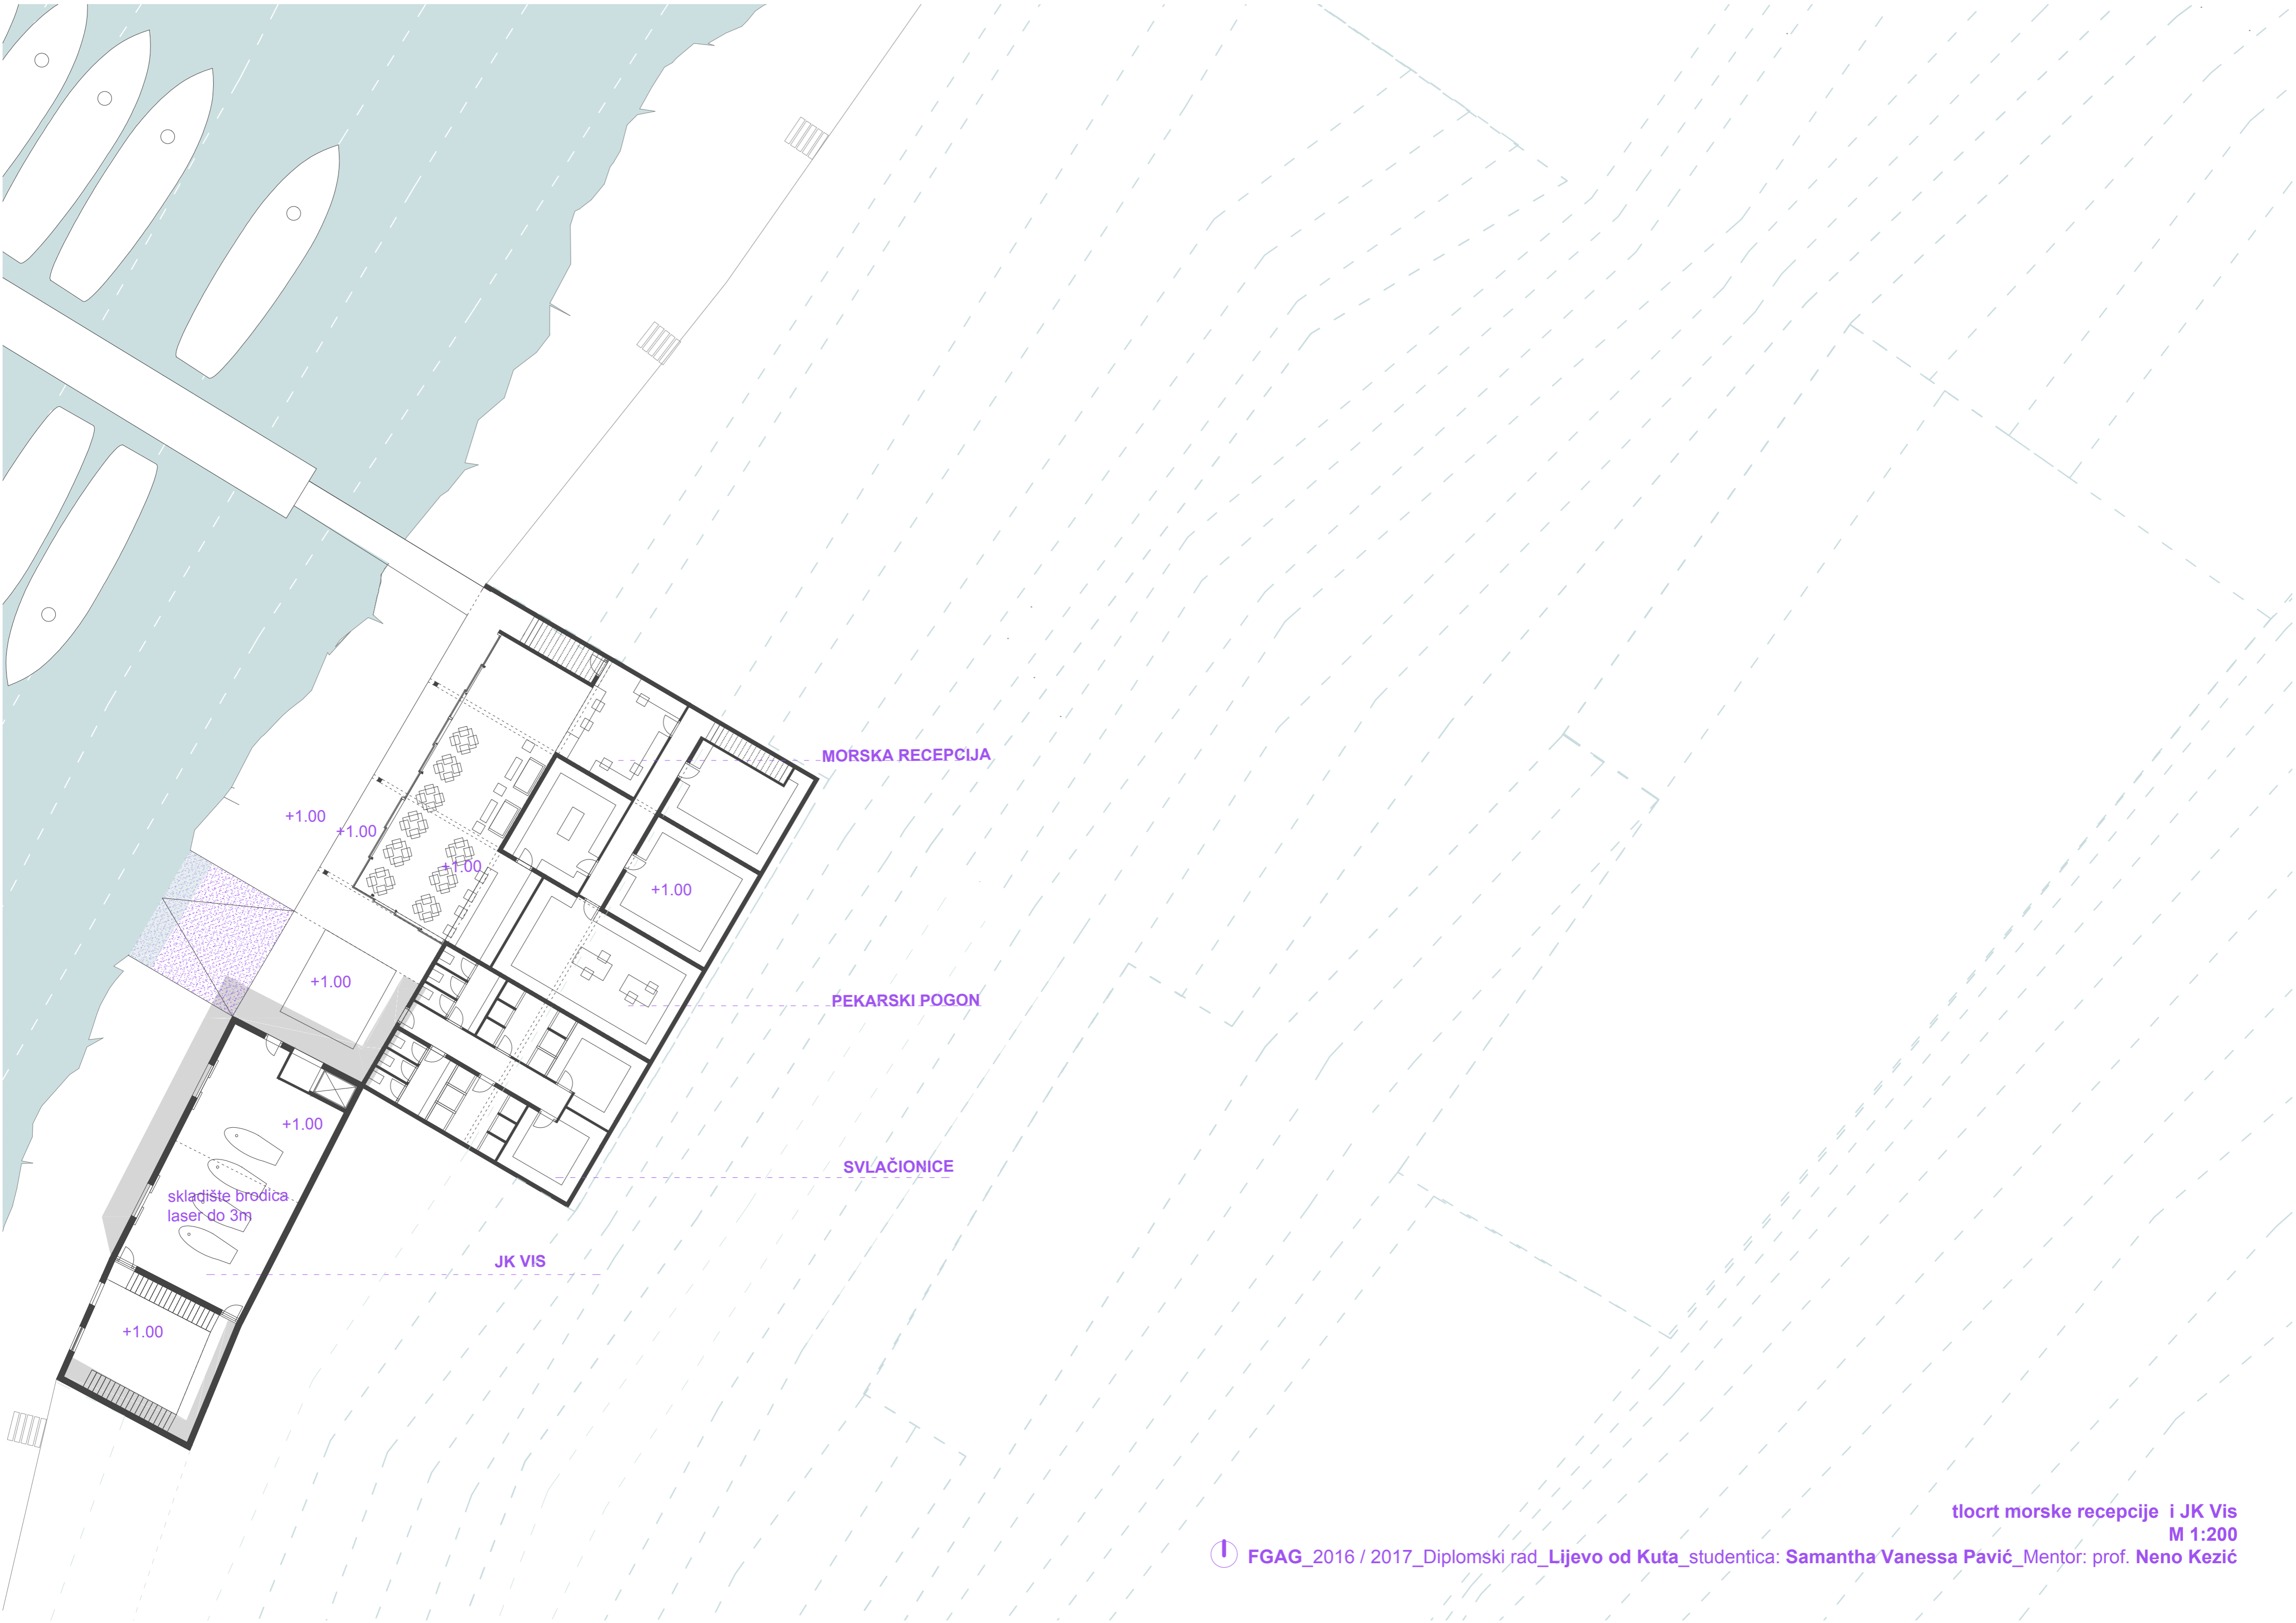 MORSKA RECEPCIJA
+1.00
+1.00
+1.00
+1.00
+1.00
PEKARSKI POGON
+1.00
SVLAČIONICE
skladište brodica
laser do 3m
JK VIS
+1.00
tlocrt morske recepcije i JK Vis
M 1:200
FGAG_2016 / 2017_Diplomski rad_Lijevo od Kuta_studentica: Samantha Vanessa Pavić_Mentor: prof. Neno Kezić